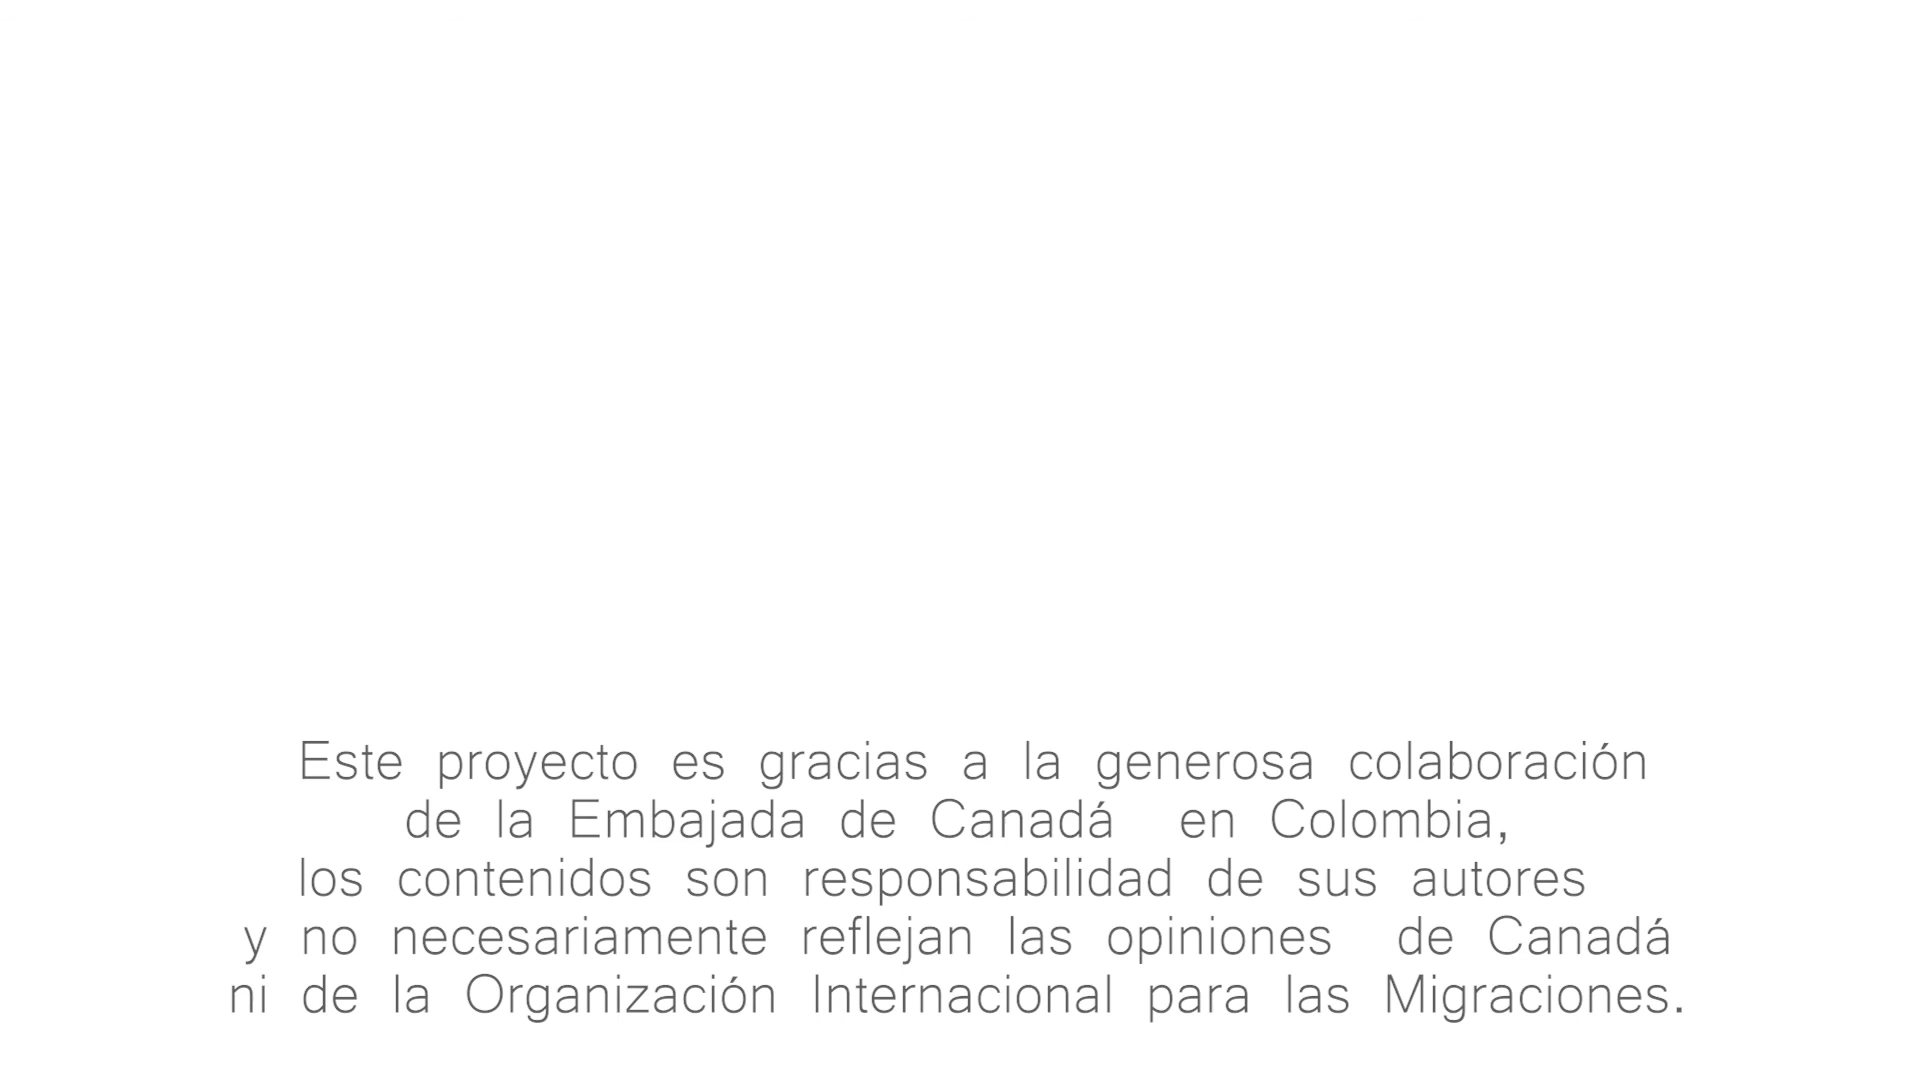 Este proyecto es gracias a la generosa colaboración
de la Embajada de Canadá en Colombia,
los contenidos son responsabilidad de sus autores
y no necesariamente reflejan las opiniones de Canadá
ni de la Organización Internacional para las Migraciones.